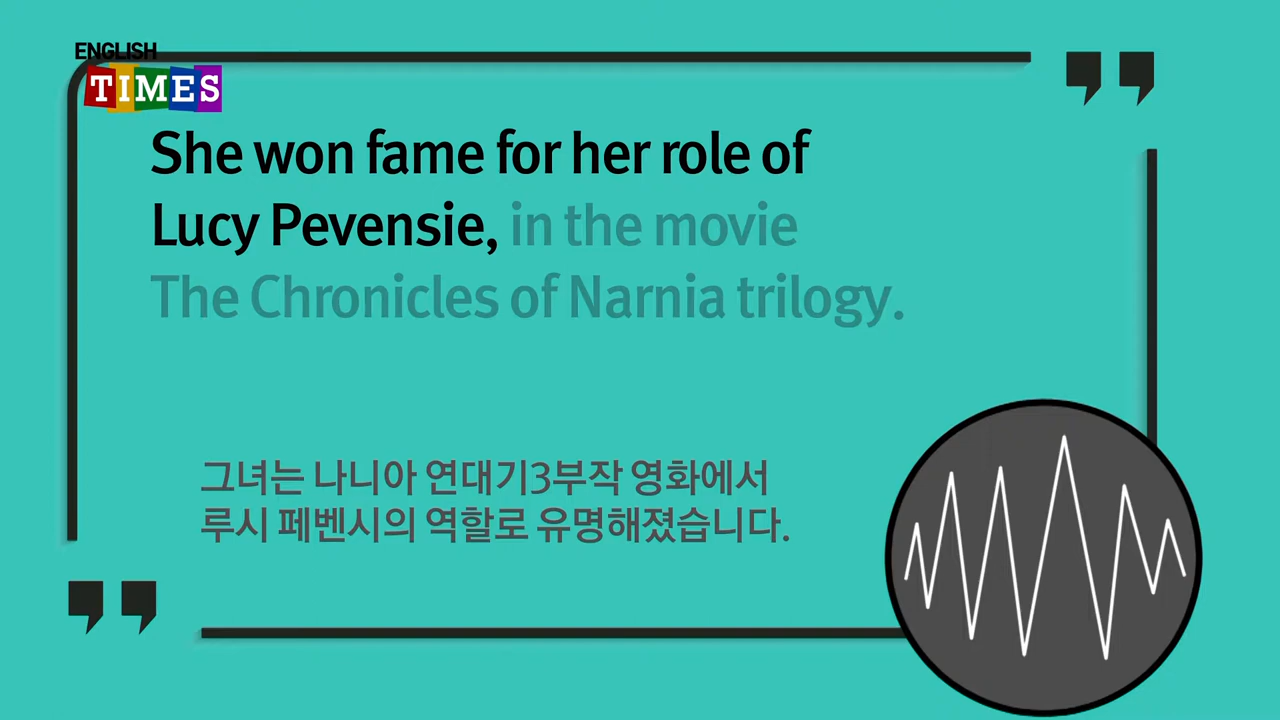 ENGLISH
TIMES
She won fame for her role of
Lucy Pevensie, in the movie
The Chronicles of Narnia trilogy.
그녀는 나니아 연대기3부작 영화에서
루시 페벤시의 역할로 유명해졌습니다.